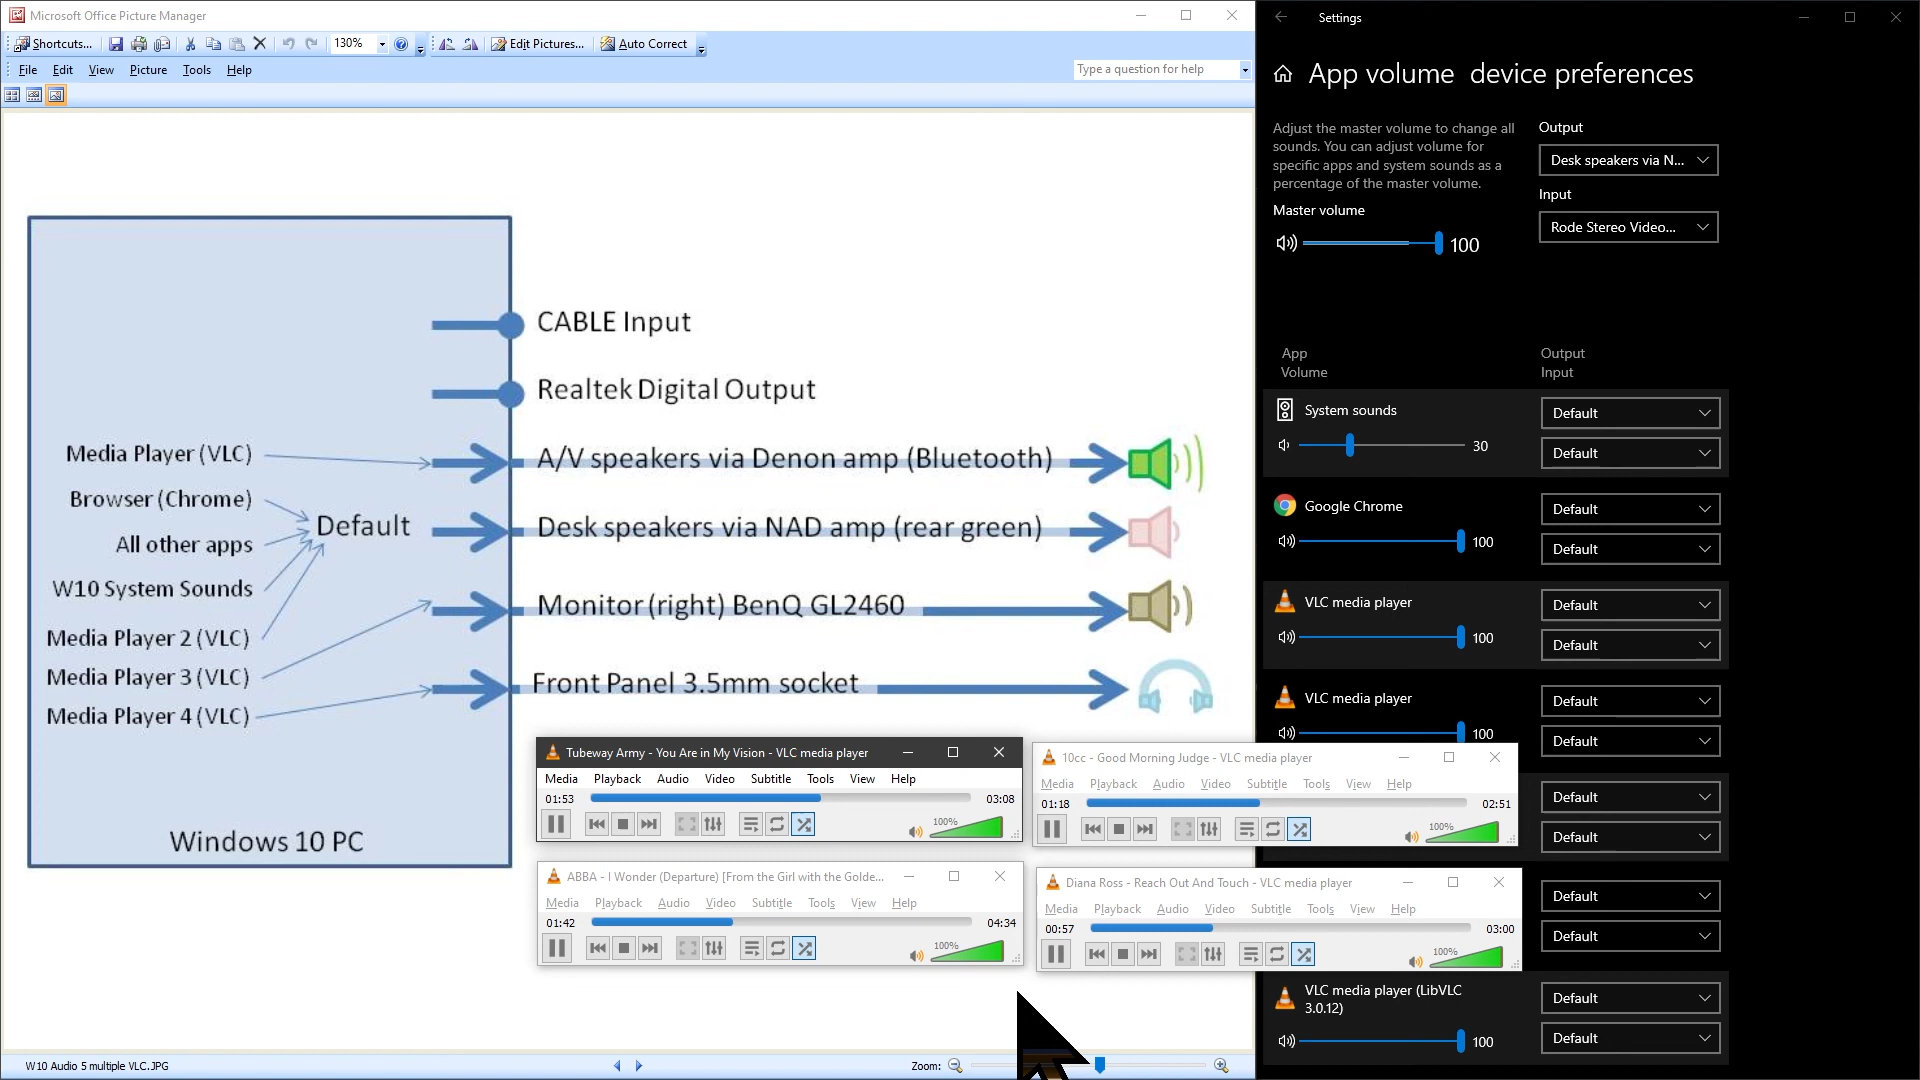 Microsoft Office Picture Manager
Shortcuts...
130%
Edit Pictures...
Auto Correct
File Edit View Picture Tools Help
Type a question for help
CABLE Input
Realtek Digital Output
Media Player (VLC)
A/V speakers via Denon amp (Bluetooth)
Browser (Chrome)
Default
Desk speakers via NAD amp (rear green)
All other apps
W10 System Sounds
Monitor (right) BenQ GL2460
Media Player 2 (VLC)
Media Player 3 (VLC)
Front Panel 3.5mm socket
Media Player 4 (VLC)
Windows 10 PC
Tubeway Army - You Are in My Vision - VLC media player
Media Playback Audio Video Subtitle Tools View Help
01:53
03:08
100%
10cc - Good Morning Judge - VLC media player
Media Playback Audio Video Subtitle Tools View Help
01:18
02:51
100%
ABBA - I Wonder (Departure) [From the Girl with the Golde...
Media Playback Audio Video Subtitle Tools View Help
01:42
04:34
100%
Diana Ross - Reach Out And Touch - VLC media player
Media Playback Audio Video Subtitle Tools View Help
00:57
03:00
100%
W10 Audio 5 multiple VLC.JPG
Zoom:
Settings
App volume device preferences
Adjust the master volume to change all
sounds. You can adjust volume for
specific apps and system sounds as a
percentage of the master volume.
Master volume
100
Output
Desk speakers via N...
Input
Rode Stereo Video...
App
Volume
Output
Input
System sounds
30
Default
Default
Google Chrome
100
Default
Default
VLC media player
100
Default
Default
VLC media player
100
Default
Default
Default
Default
Default
Default
VLC media player (LibVLC
3.0.12)
100
Default
Default